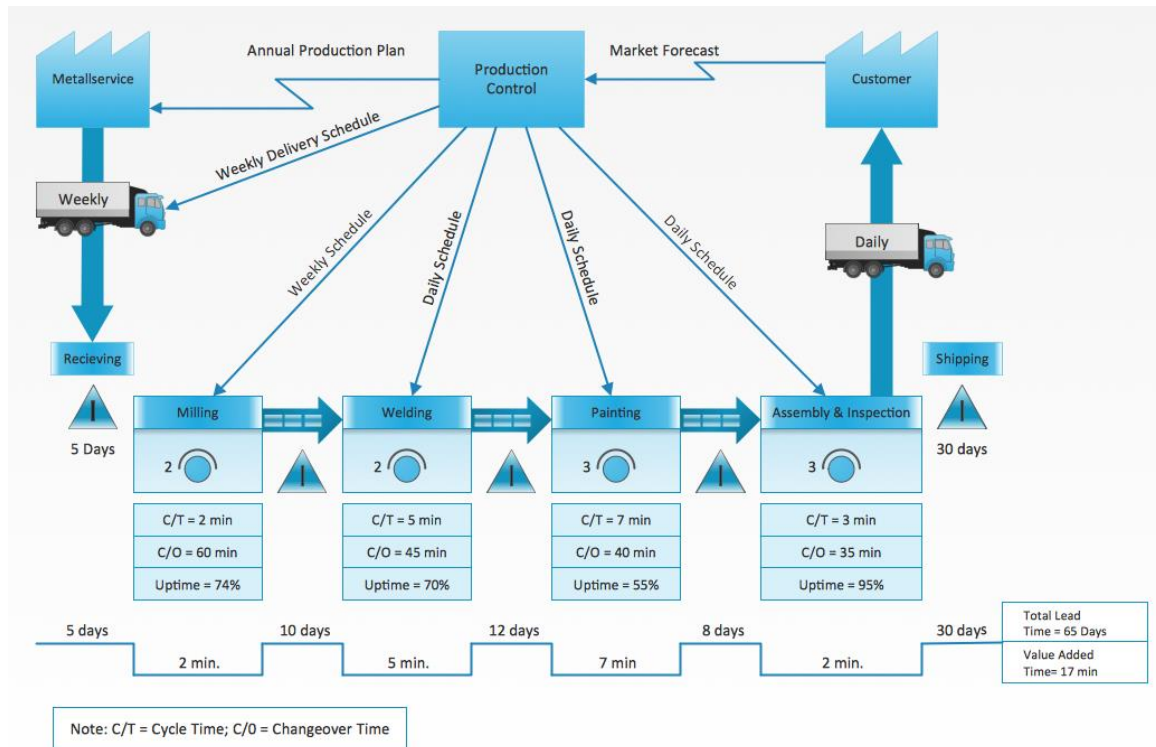 Metallservice
Annual Production Plan
Production
Control
Market Forecast
Customer
Weekly Delivery Schedule
Weekly
Weekly Schedule
Daily Schedule
Daily Schedule
Daily Schedule
Daily
Recieving
I
5 Days
Shipping
I
30 days
Milling
2
Welding
2
Painting
3
Assembly & Inspection
3
I
I
I
C/T = 2 min
C/O = 60 min
Uptime = 74%
C/T = 5 min
C/O = 45 min
Uptime = 70%
C/T = 7 min
C/O = 40 min
Uptime = 55%
C/T = 3 min
C/O = 35 min
Uptime = 95%
5 days
10 days
12 days
8 days
30 days
2 min.
5 min.
7 min
2 min.
Total Lead
Time = 65 Days
Value Added
Time= 17 min
Note: C/T = Cycle Time; C/0 = Changeover Time